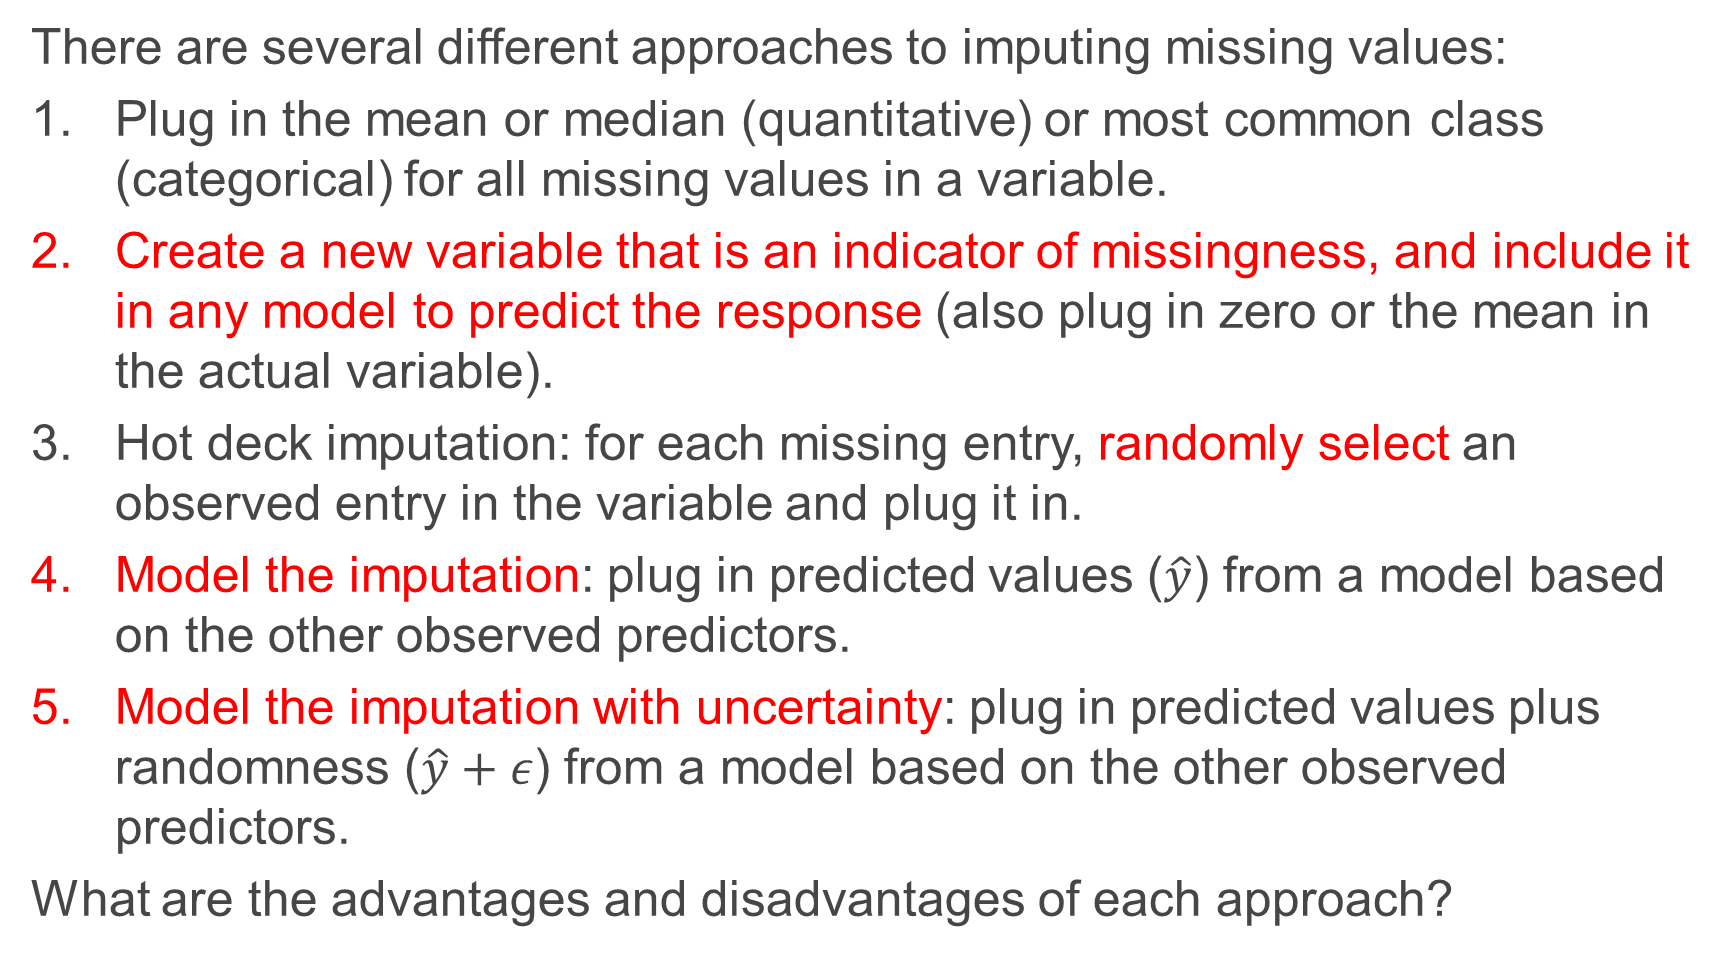 There are several different approaches to imputing missing values:
1. Plug in the mean or median (quantitative) or most common class
(categorical) for all missing values in a variable.
2. Create a new variable that is an indicator of missingness, and include it
in any model to predict the response (also plug in zero or the mean in
the actual variable).
3. Hot deck imputation: for each missing entry, randomly select an
observed entry in the variable and plug it in.
4. Model the imputation: plug in predicted values (ŷ) from a model based
on the other observed predictors.
5. Model the imputation with uncertainty: plug in predicted values plus
randomness (ŷ + ϵ) from a model based on the other observed
predictors.
What are the advantages and disadvantages of each approach?